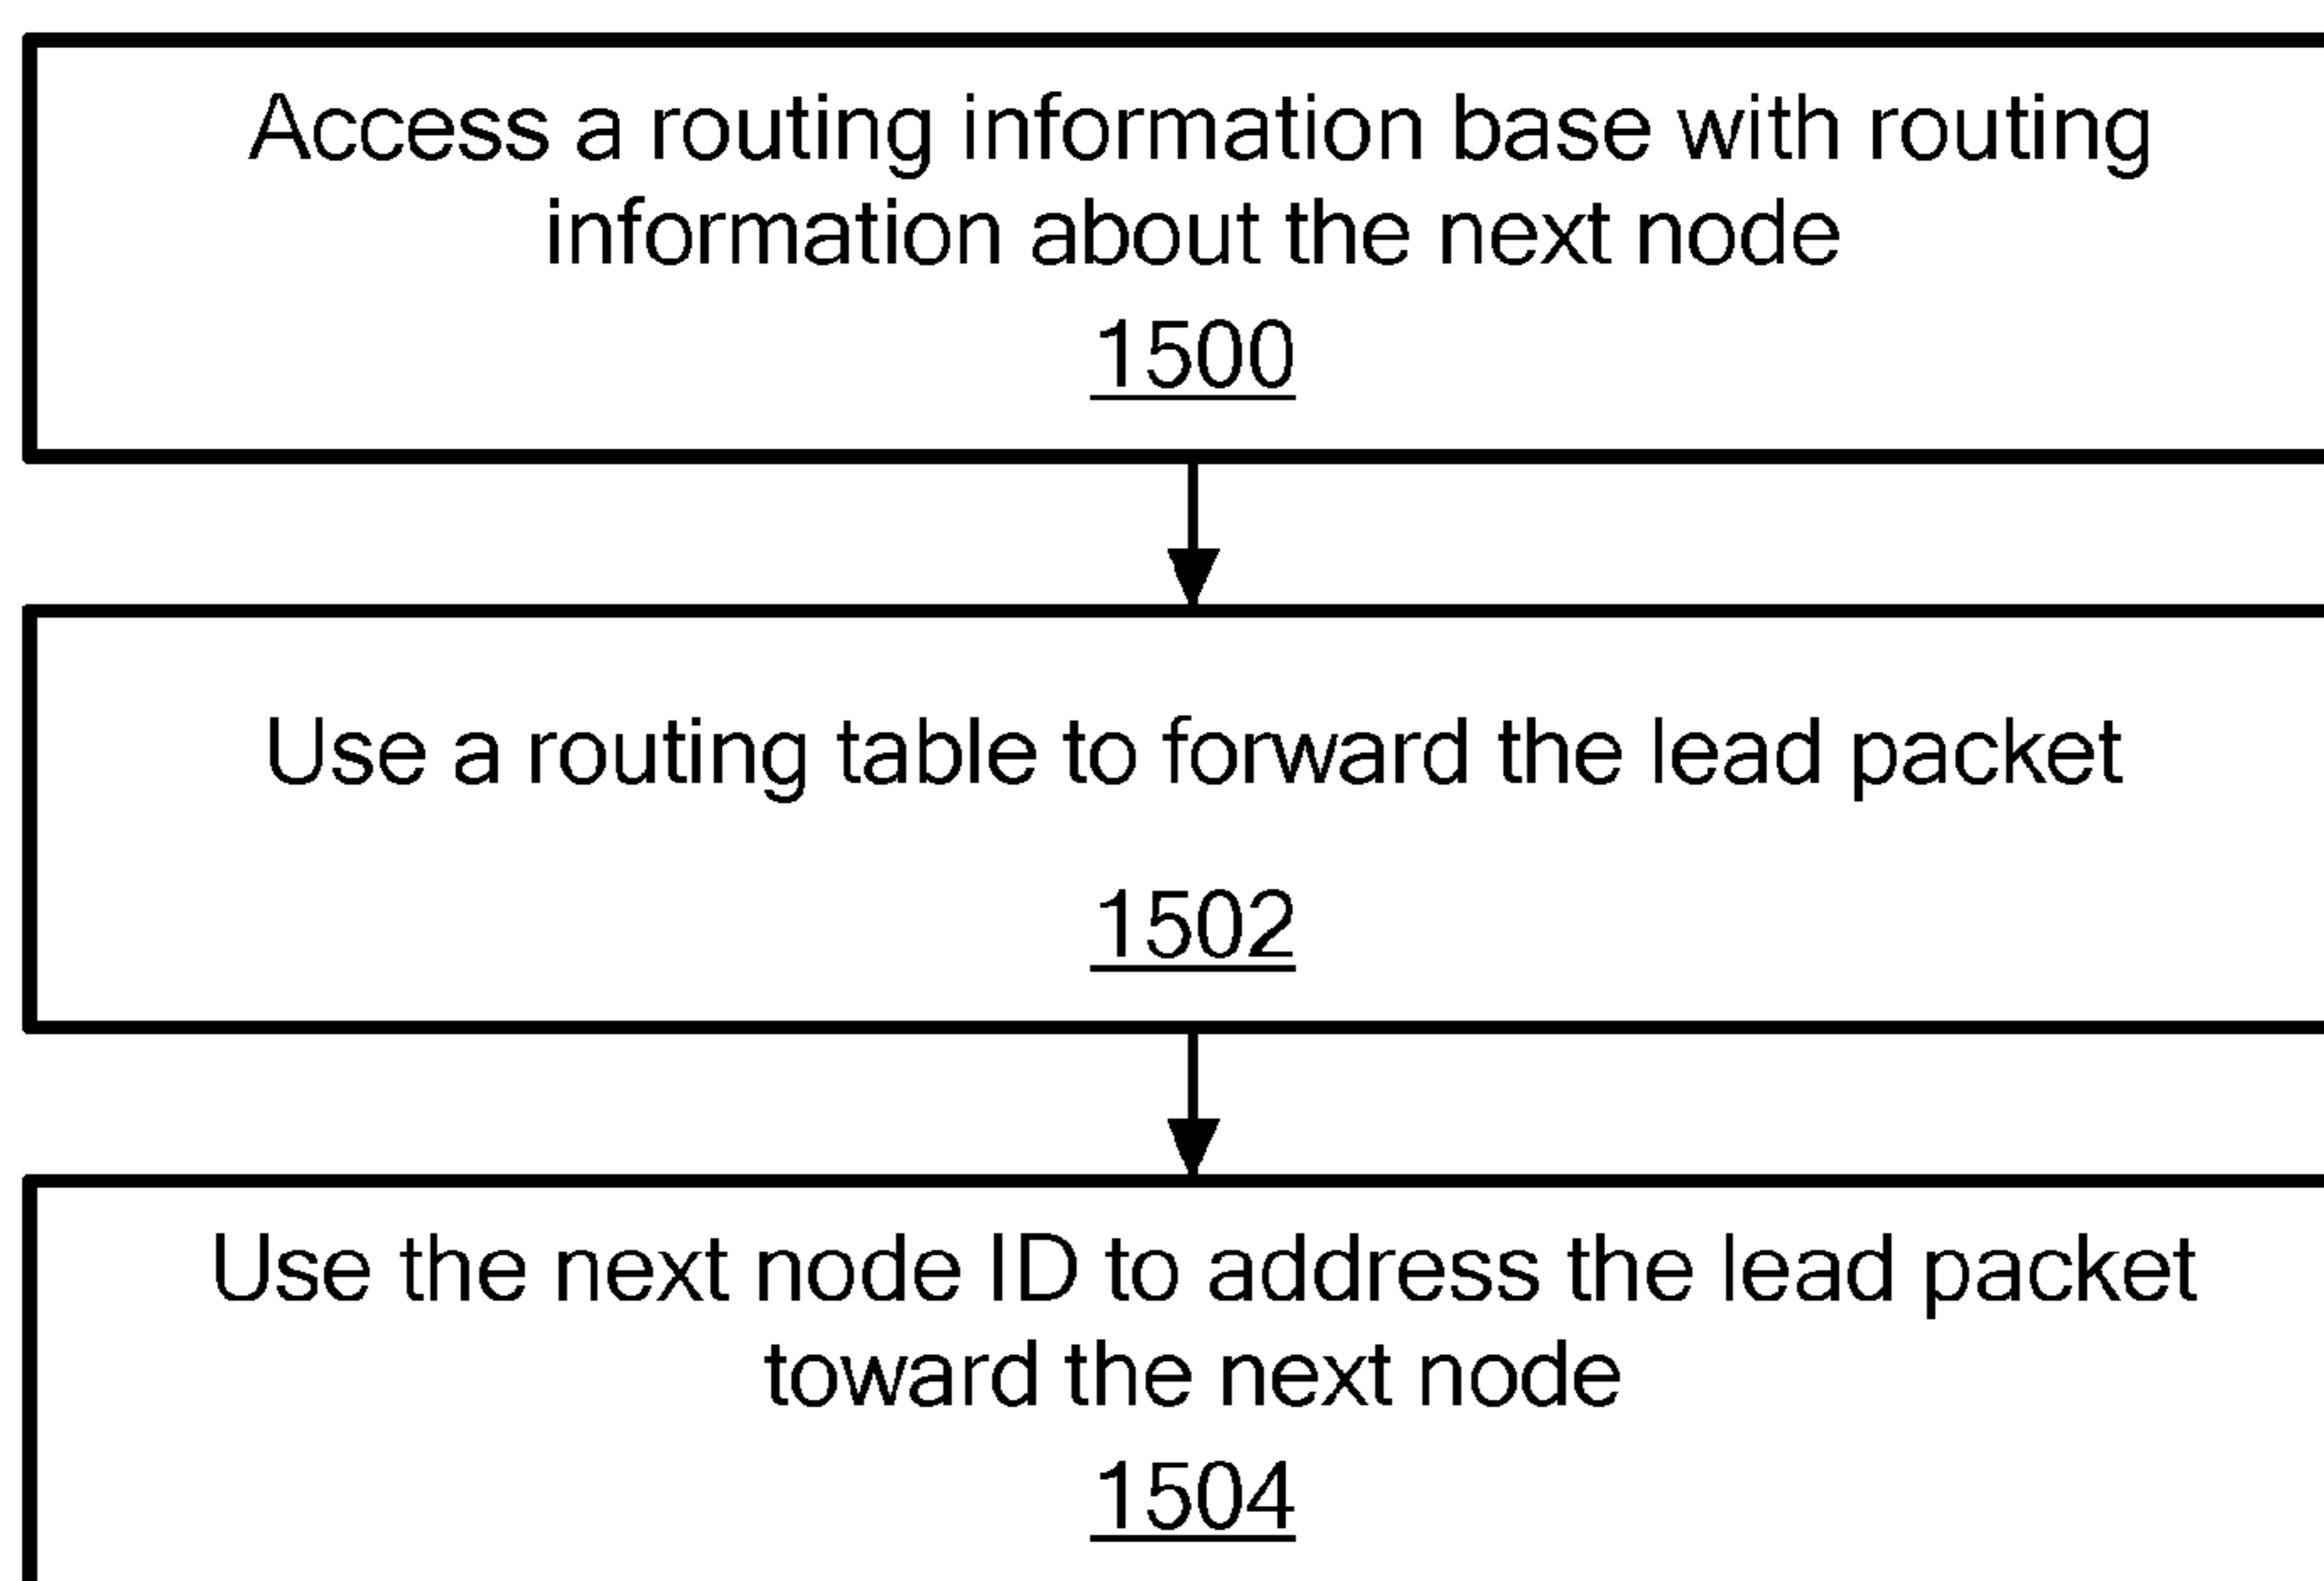 Access a routing information base with routing
information about the next node
1500
Use a routing table to forward the lead packet
1502
Use the next node ID to address the lead packet
toward the next node
1504